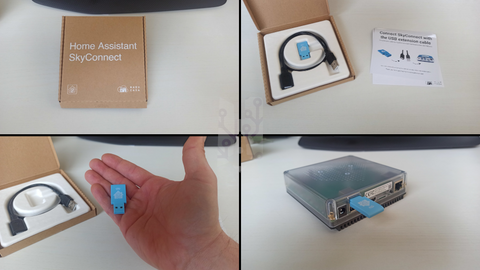 Home Assistant
SkyConnect
Connect SkyConnect with
the USB extension cable